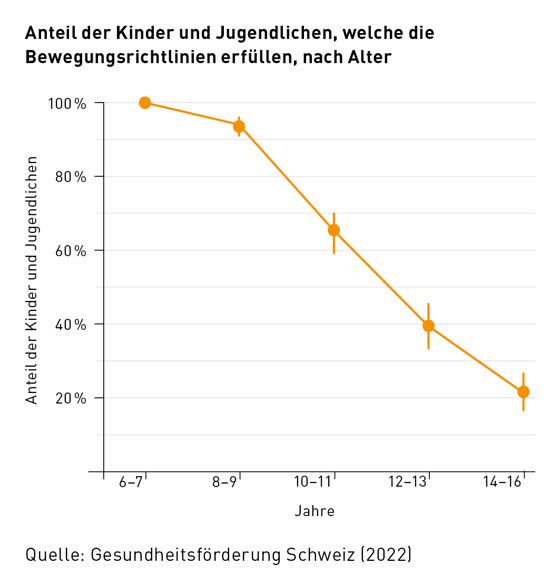 Anteil der Kinder und Jugendlichen, welche die
Bewegungsrichtlinien erfüllen, nach Alter
Anteil der Kinder und Jugendlichen
100 %
80 %
60 %
40 %
20 %
6–7 8–9 10–11 12–13 14–16
Jahre
Quelle: Gesundheitsförderung Schweiz (2022)